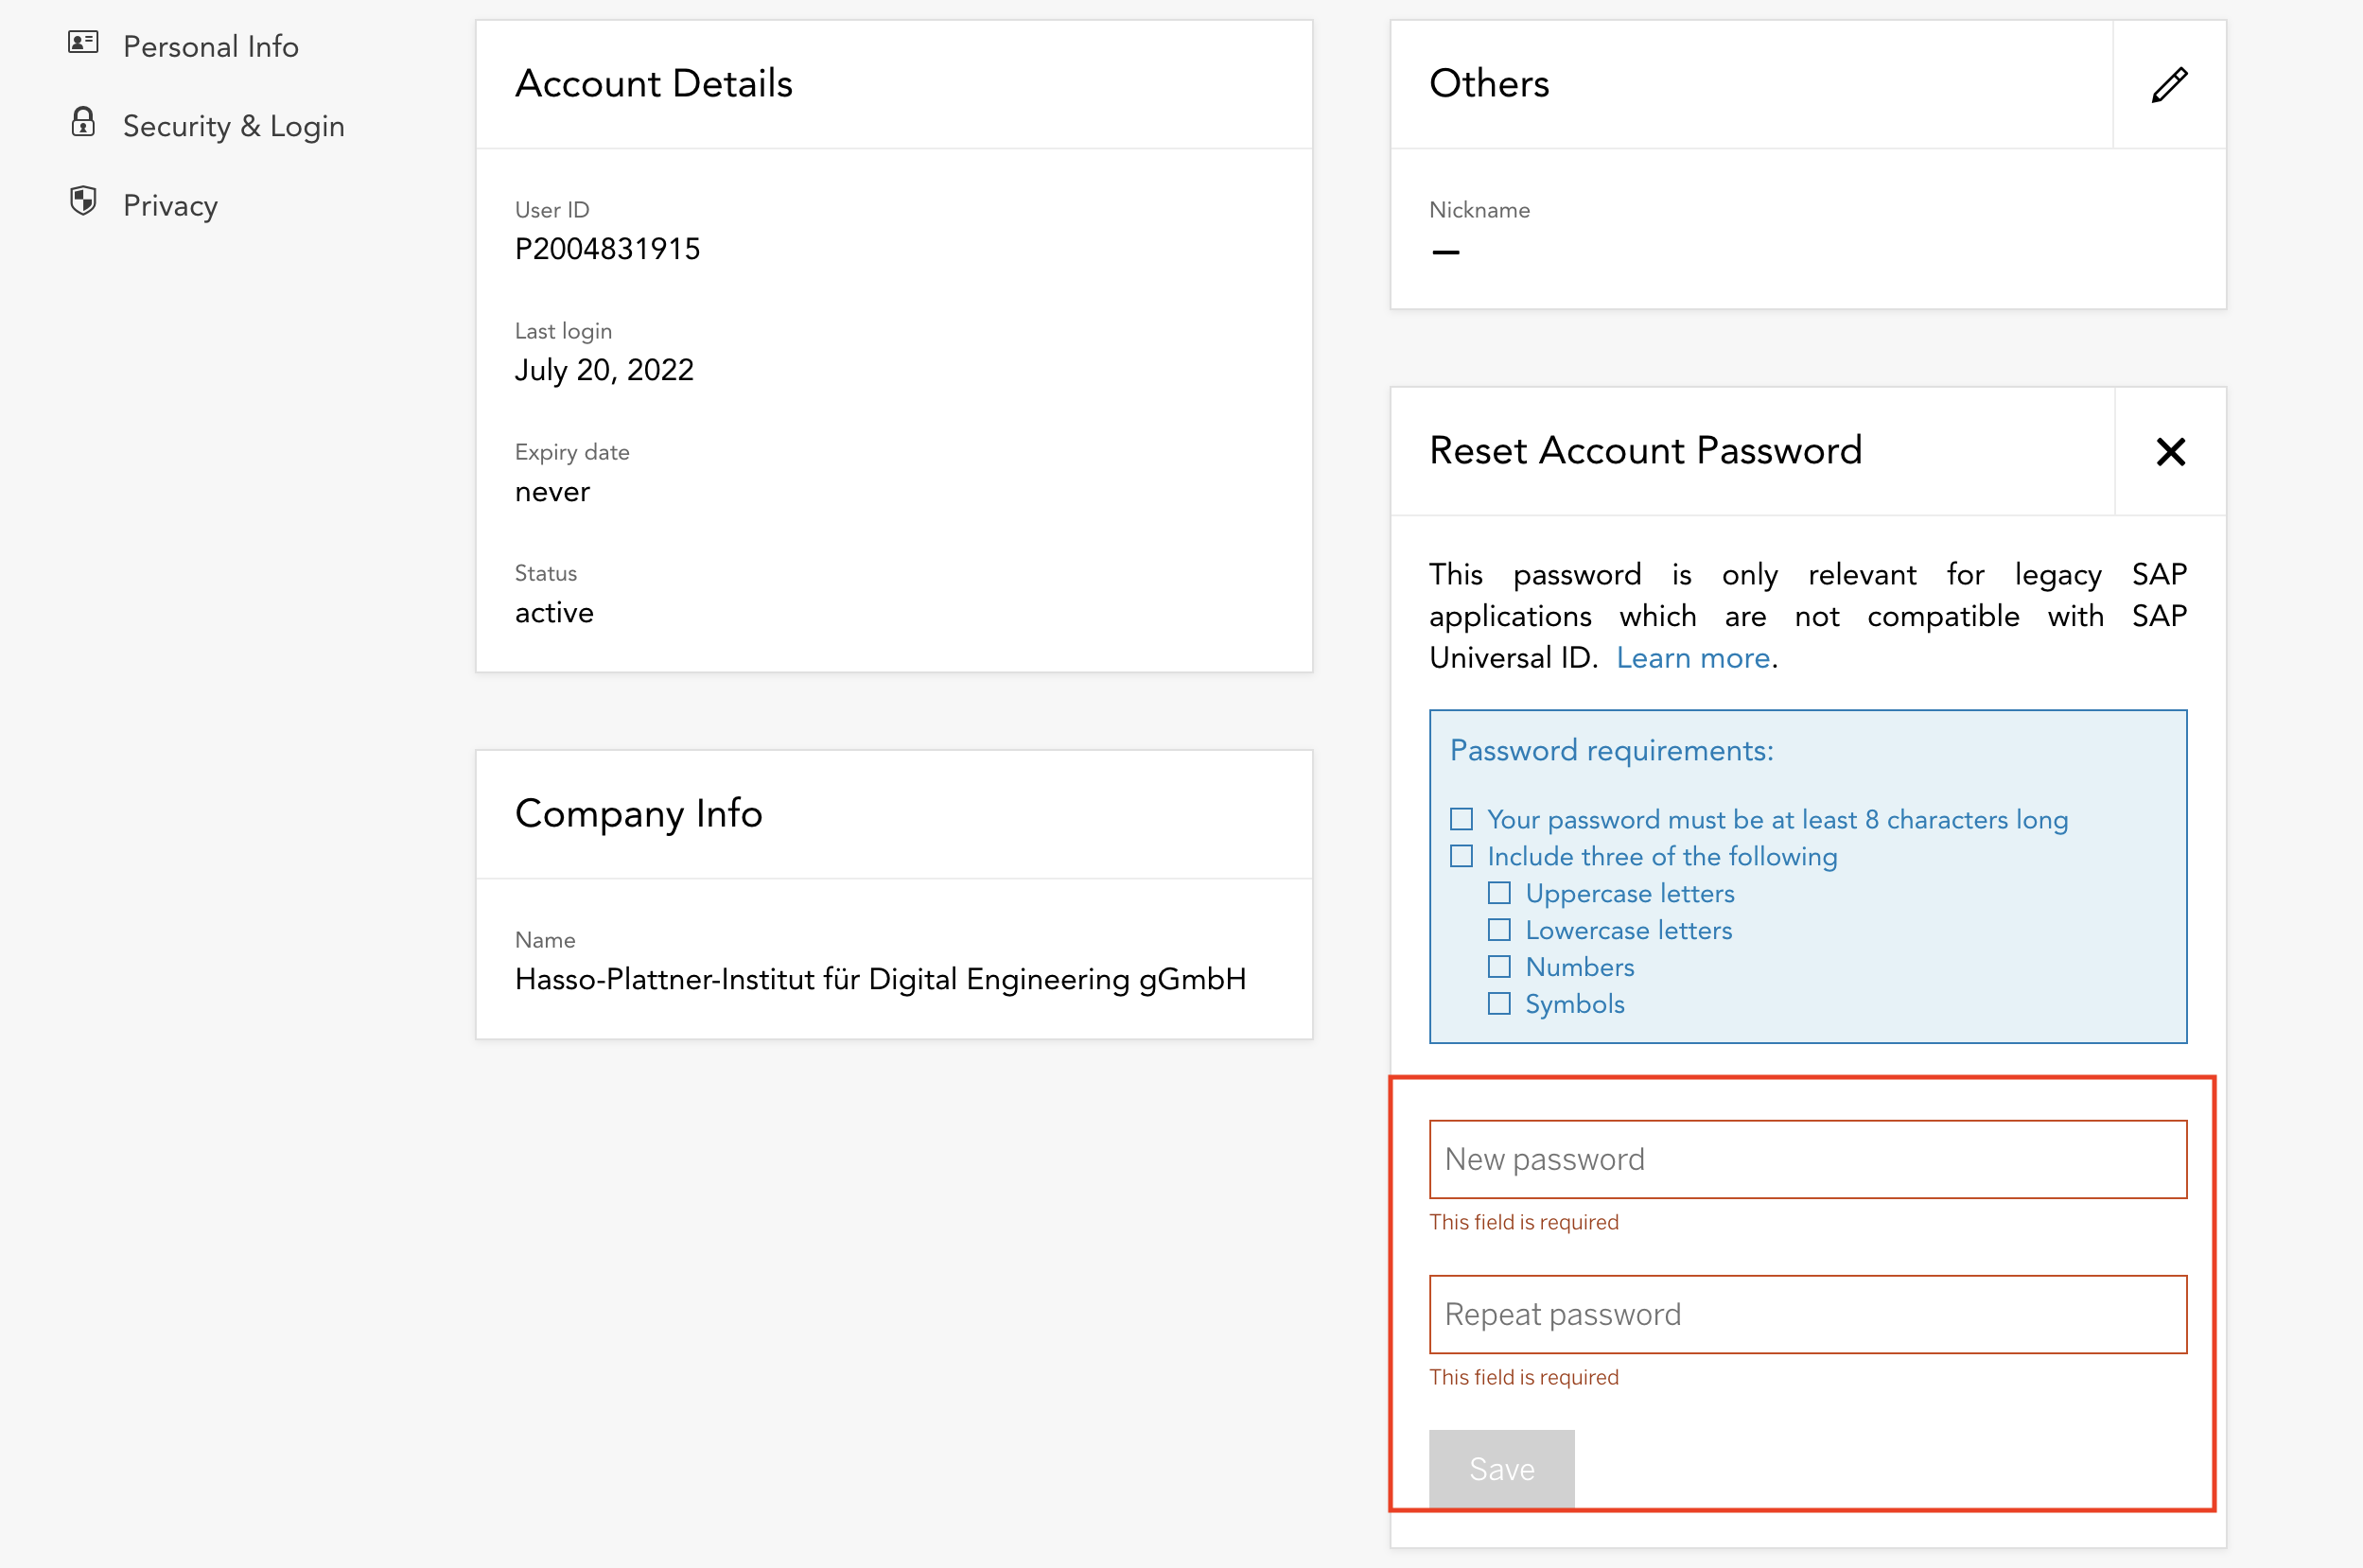 Personal Info
Security & Login
Privacy
Account Details
User ID
P2004831915
Last login
July 20, 2022
Expiry date
never
Status
active
Company Info
Name
Hasso-Plattner-Institut für Digital Engineering gGmbH
Others
Nickname
—
Reset Account Password
This password is only relevant for legacy SAP
applications which are not compatible with SAP
Universal ID. Learn more.
Password requirements:
Your password must be at least 8 characters long
Include three of the following
Uppercase letters
Lowercase letters
Numbers
Symbols
New password
This field is required
Repeat password
This field is required
Save